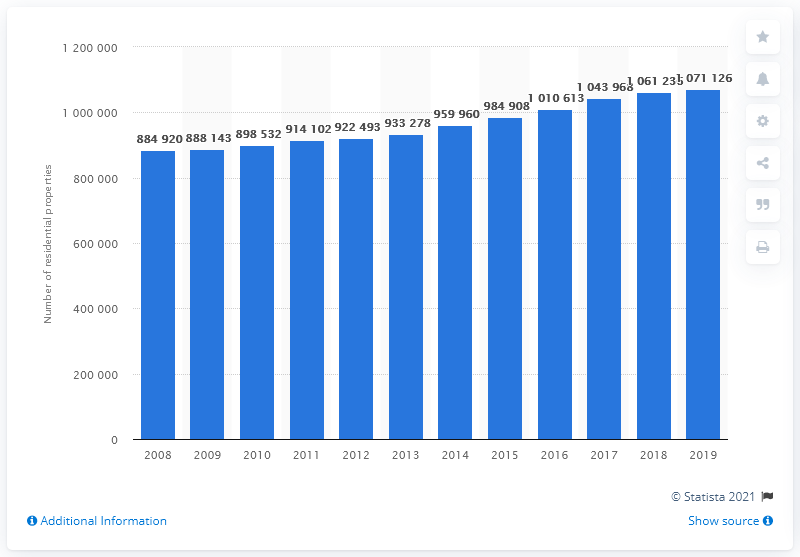 1 200 000
1 000 000
800 000
600 000
400 000
200 000
0
Number of residential properties
884 920 888 143 898 532 914 102 922 493 933 278 959 960 984 908 1 010 613 1 043 968 1 061 235 1 071 126
2008 2009 2010 2011 2012 2013 2014 2015 2016 2017 2018 2019
© Statista 2021
Additional Information
Show source